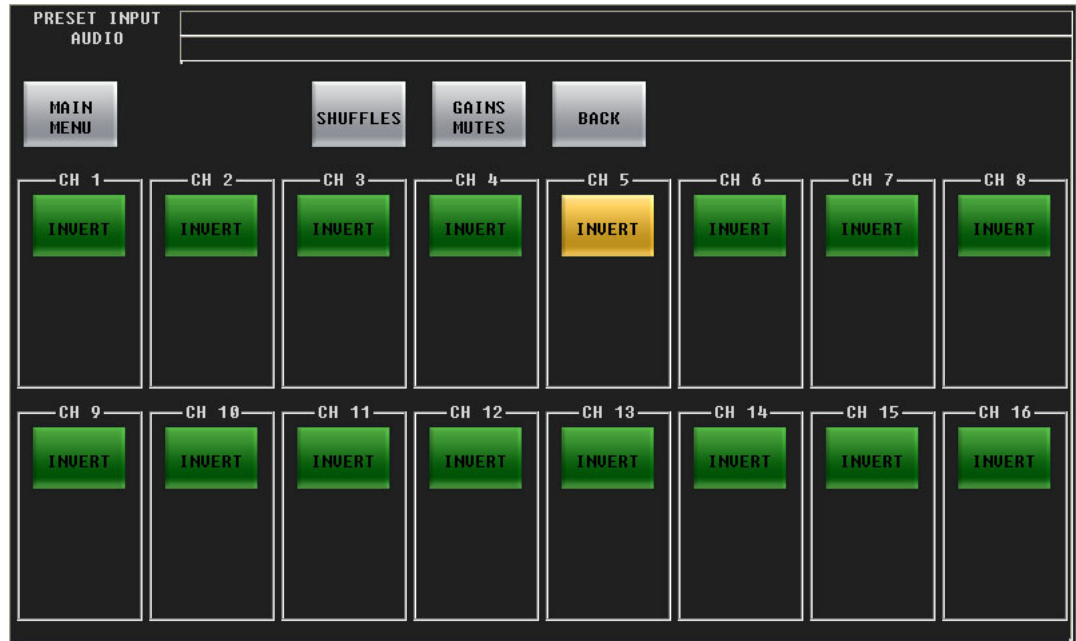 PRESET INPUT
AUDIO
MAIN
MENU
SHUFFLES
GAINS
MUTES
BACK
CH 1 CH 2 CH 3 CH 4 CH 5 CH 6 CH 7 CH 8
INVERT INVERT INVERT INVERT INVERT INVERT INVERT INVERT
CH 9 CH 10 CH 11 CH 12 CH 13 CH 14 CH 15 CH 16
INVERT INVERT INVERT INVERT INVERT INVERT INVERT INVERT